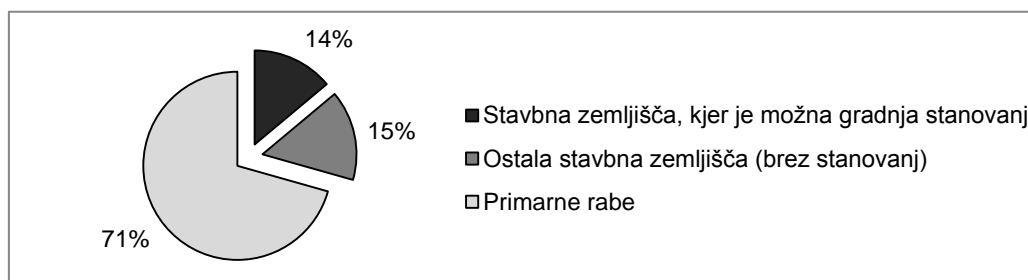 14%
Stavbna zemljišča, kjer je možna gradnja stanovanj
15%
Ostala stavbna zemljišča (brez stanovanj)
Primarne rabe
71%